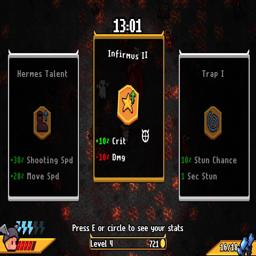 13:01
Hermes Talent
+30% Shooting Spd
+20% Move Spd
Infirmus II
+10% Crit
-10% Dmg
Trap I
10% Stun Chance
1 Sec Stun
Press E or circle to see your stats
Level 4
721